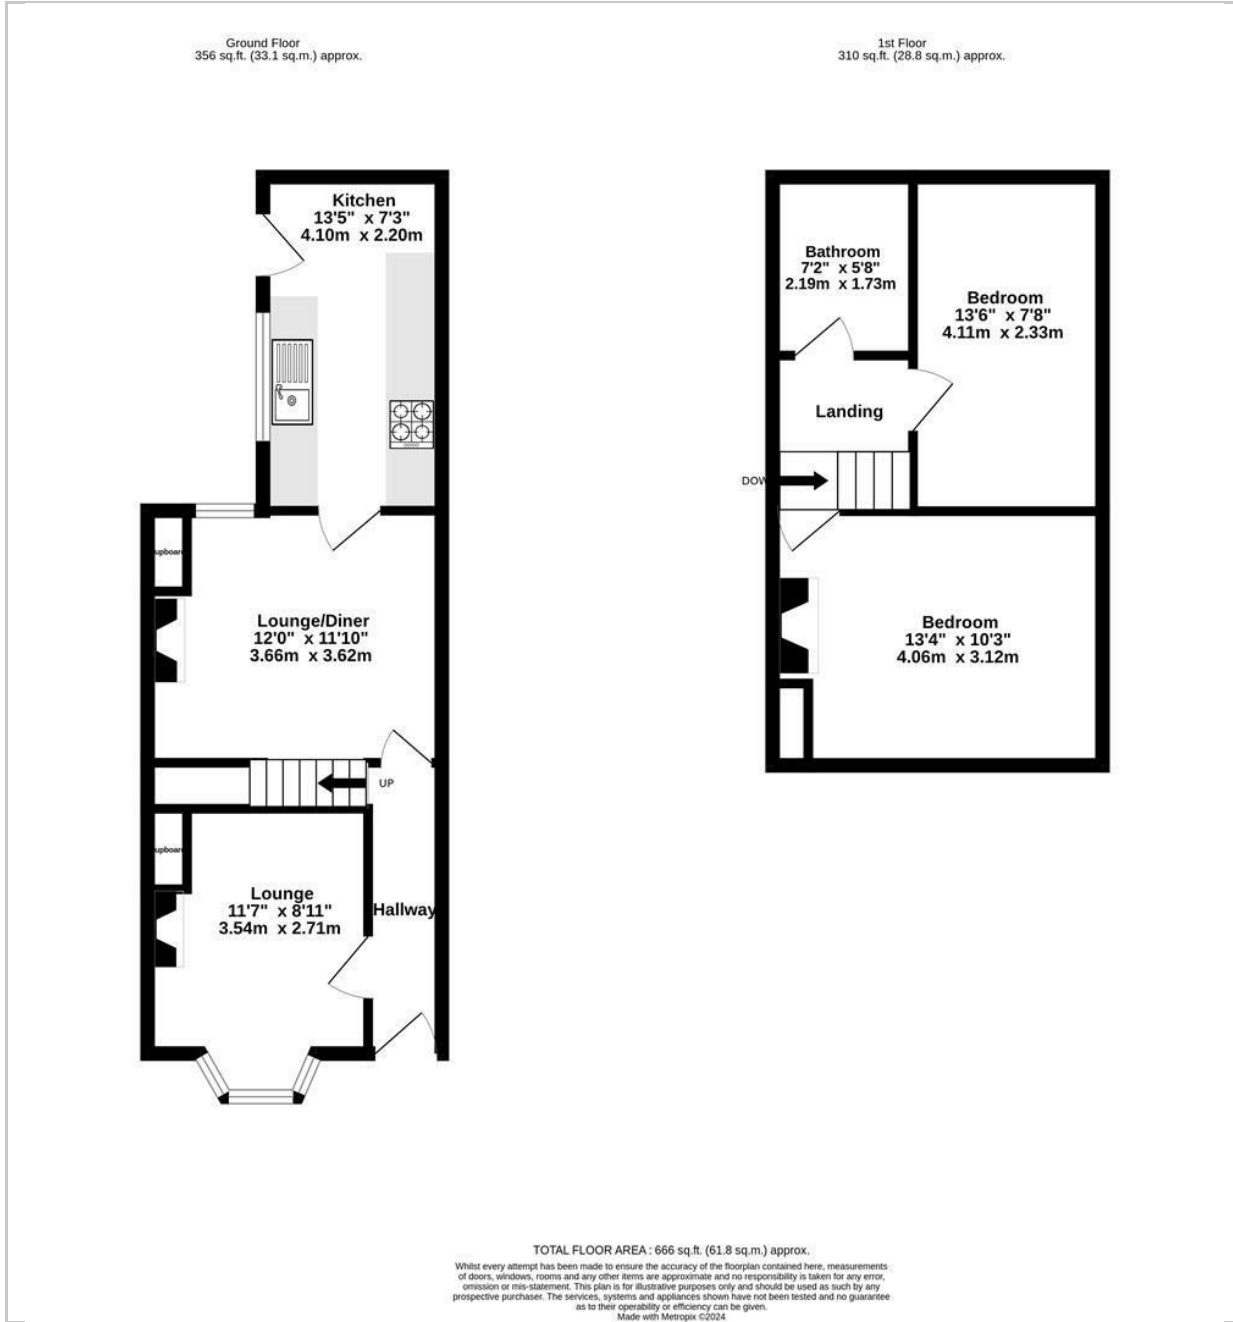 Ground Floor
356 sq.ft. (33.1 sq.m.) approx.
1st Floor
310 sq.ft. (28.8 sq.m.) approx.
Kitchen
13'5" x 7'3"
4.10m x 2.20m
Bathroom
7'2" x 5'8"
2.19m x 1.73m
Bedroom
13'6" x 7'8"
4.11m x 2.33m
Landing
DOW
upboar
Lounge/Diner
12'0" x 11'10"
3.66m x 3.62m
Bedroom
13'4" x 10'3"
4.06m x 3.12m
UP
upboar
Lounge
11'7" x 8'11"
3.54m x 2.71m
Hallway
TOTAL FLOOR AREA : 666 sq.ft. (61.8 sq.m.) approx.
Whilst every attempt has been made to ensure the accuracy of the floorplan contained here, measurements
of doors, windows, rooms and any other items are approximate and no responsibility is taken for any error,
omission or mis-statement. This plan is for illustrative purposes only and should be used as such by any
prospective purchaser. The services, systems and appliances shown have not been tested and no guarantee
as to their operability or efficiency can be given.
Made with Metropix ©2024